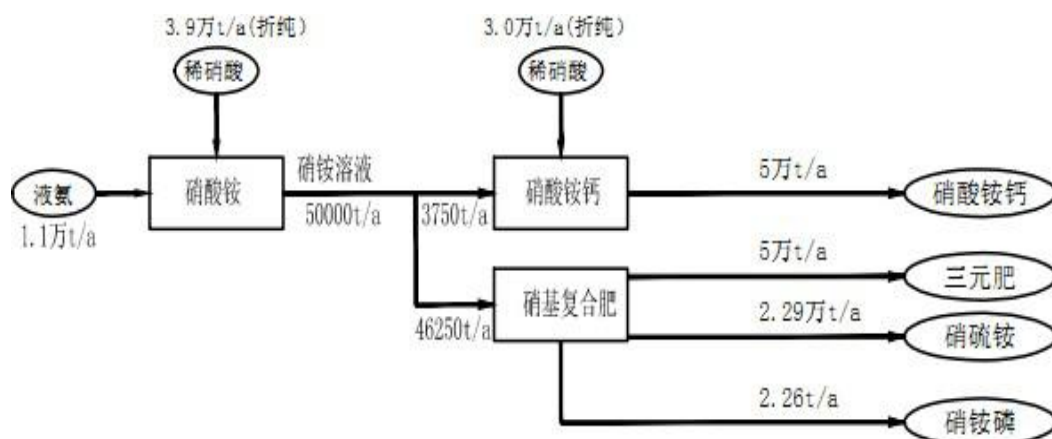 3.9万t/a(折纯)
3.0万t/a(折纯)
稀硝酸
稀硝酸
液氨
1.1万t/a
硝酸铵
硝铵溶液
50000t/a
3750t/a
硝酸铵钙
5万t/a
硝酸铵钙
46250t/a
硝基复合肥
5万t/a
三元肥
2.29万t/a
硝硫铵
2.26t/a
硝铵磷